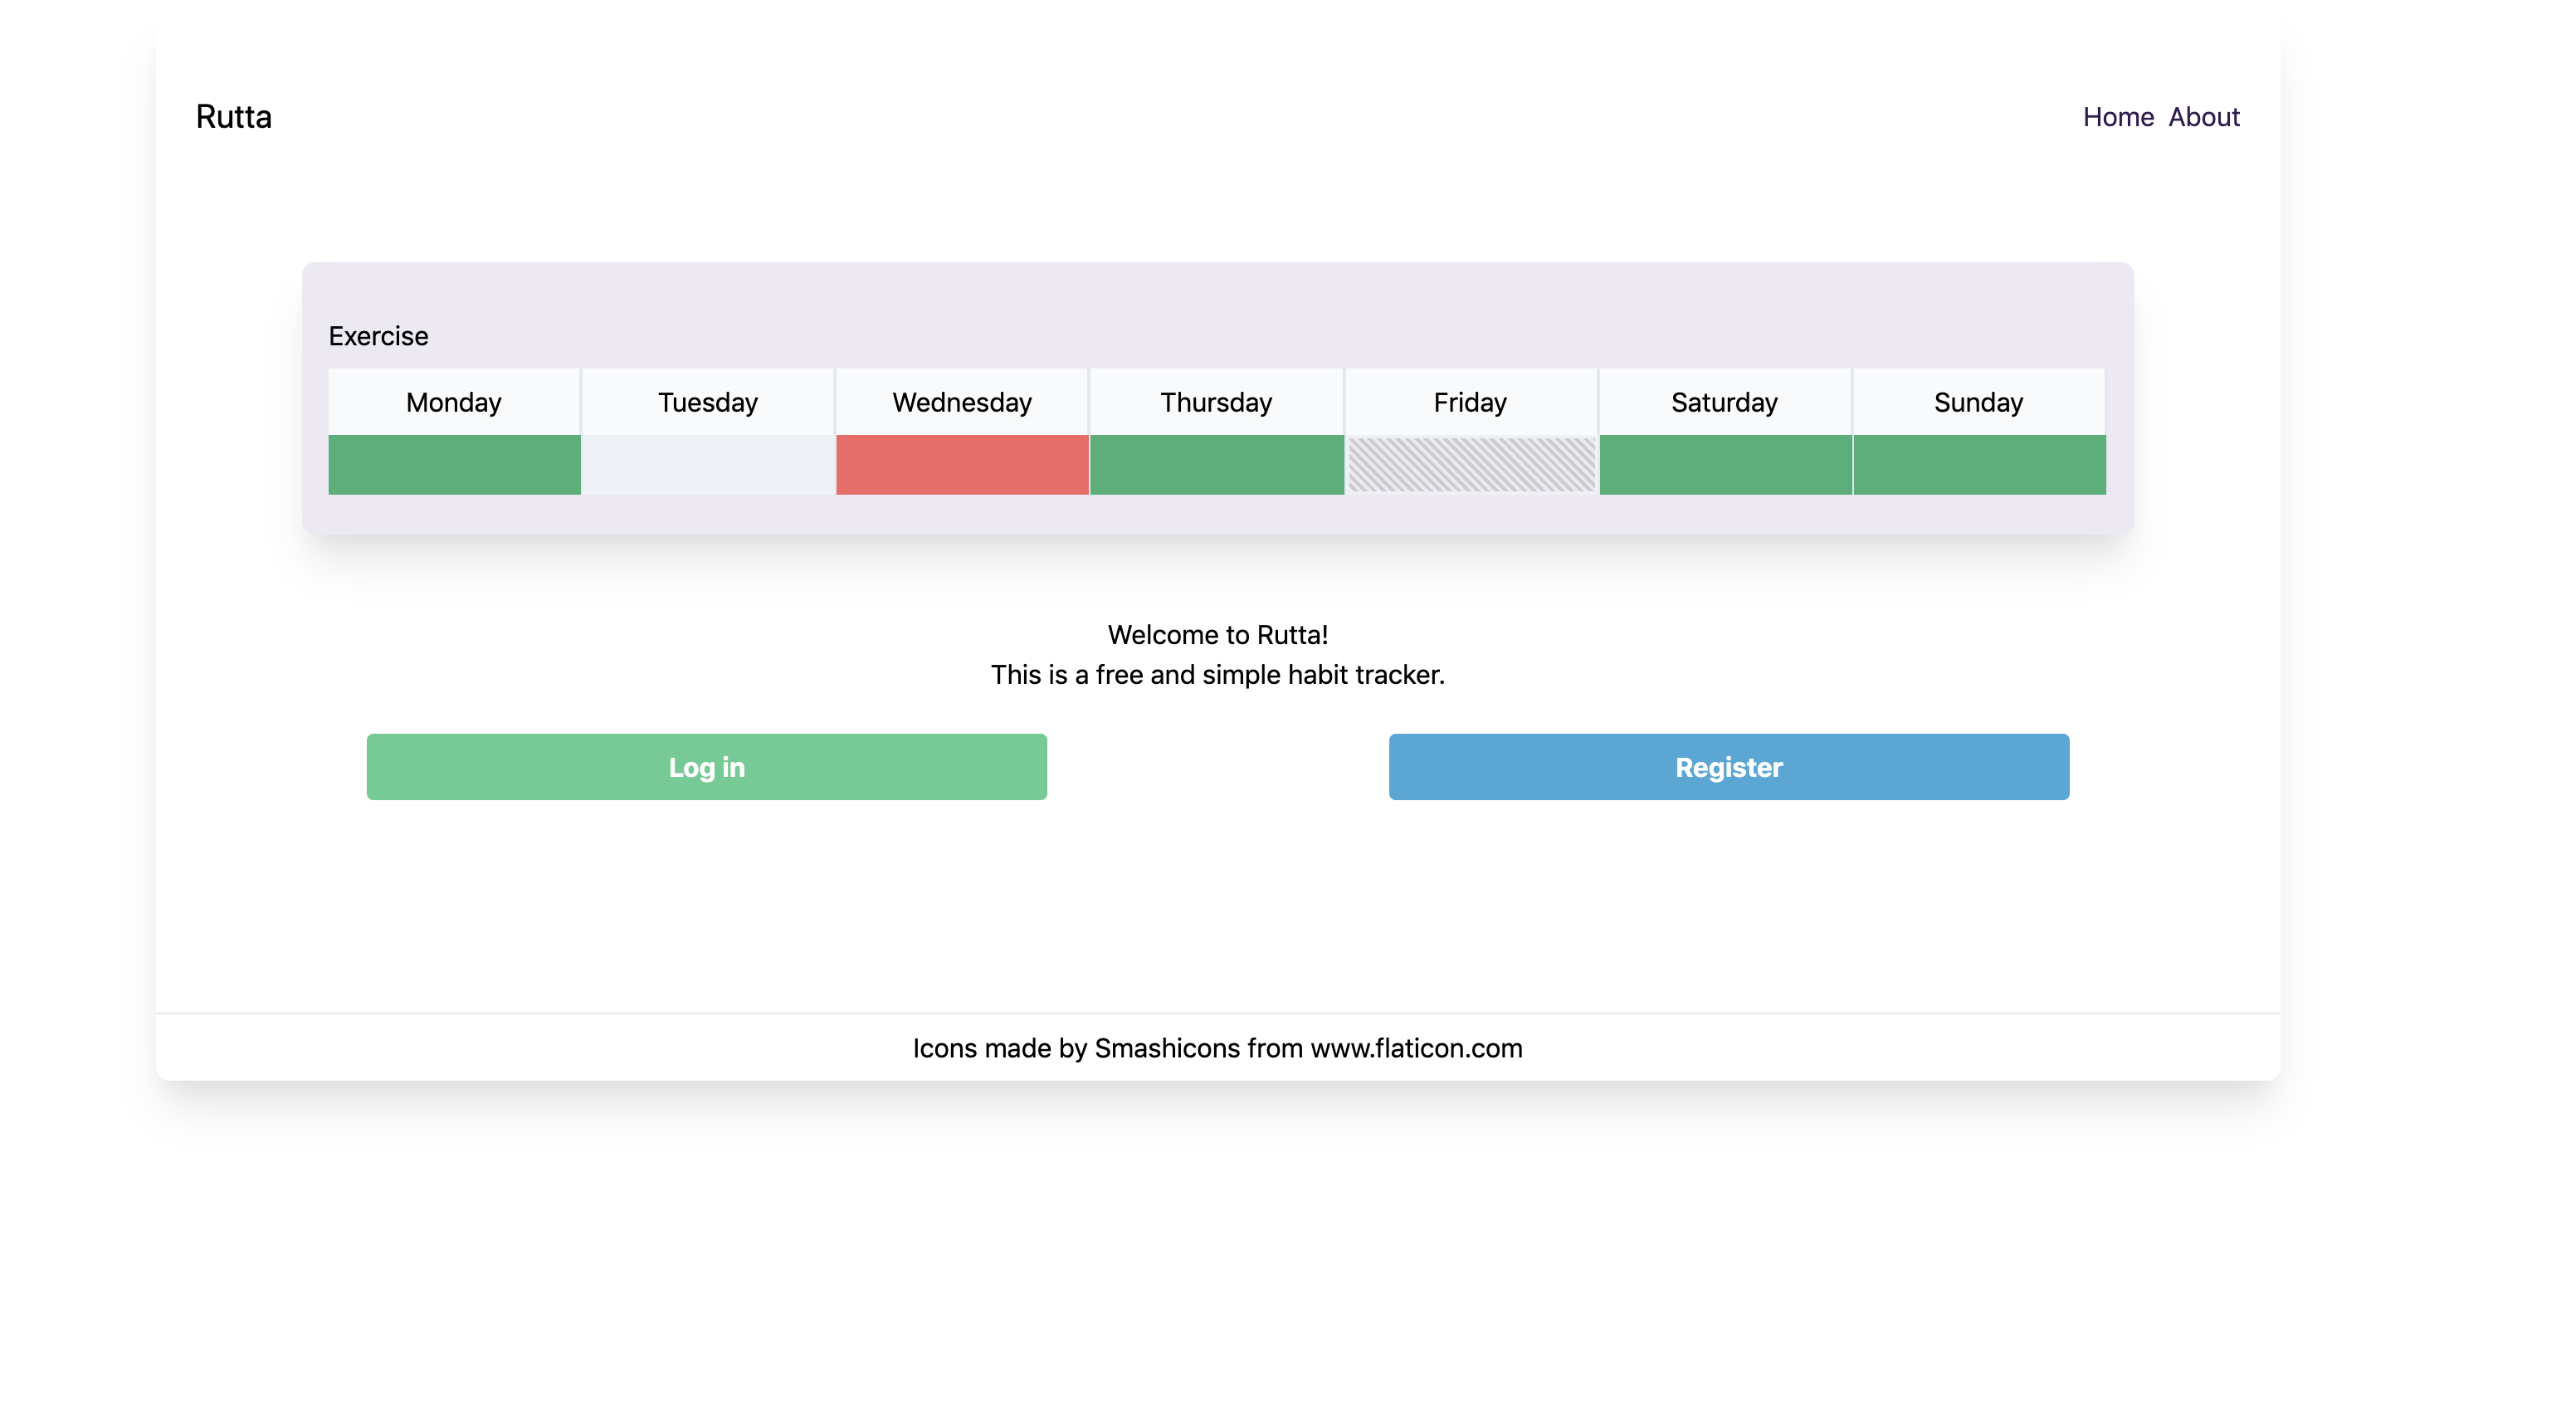 Rutta
Home About
Exercise
Monday Tuesday Wednesday Thursday Friday Saturday Sunday
Welcome to Rutta!
This is a free and simple habit tracker.
Log in Register
Icons made by Smashicons from www.flaticon.com